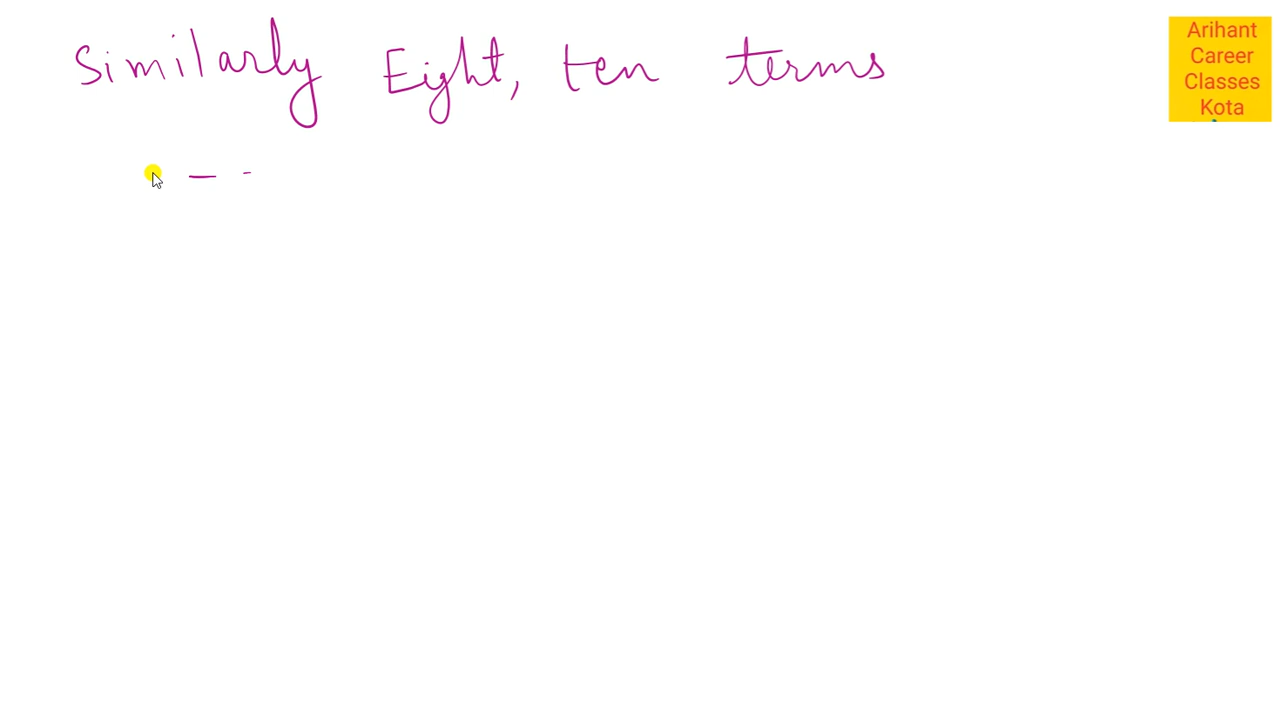 Similarly Eight, ten terms
Arihant
Career
Classes
Kota